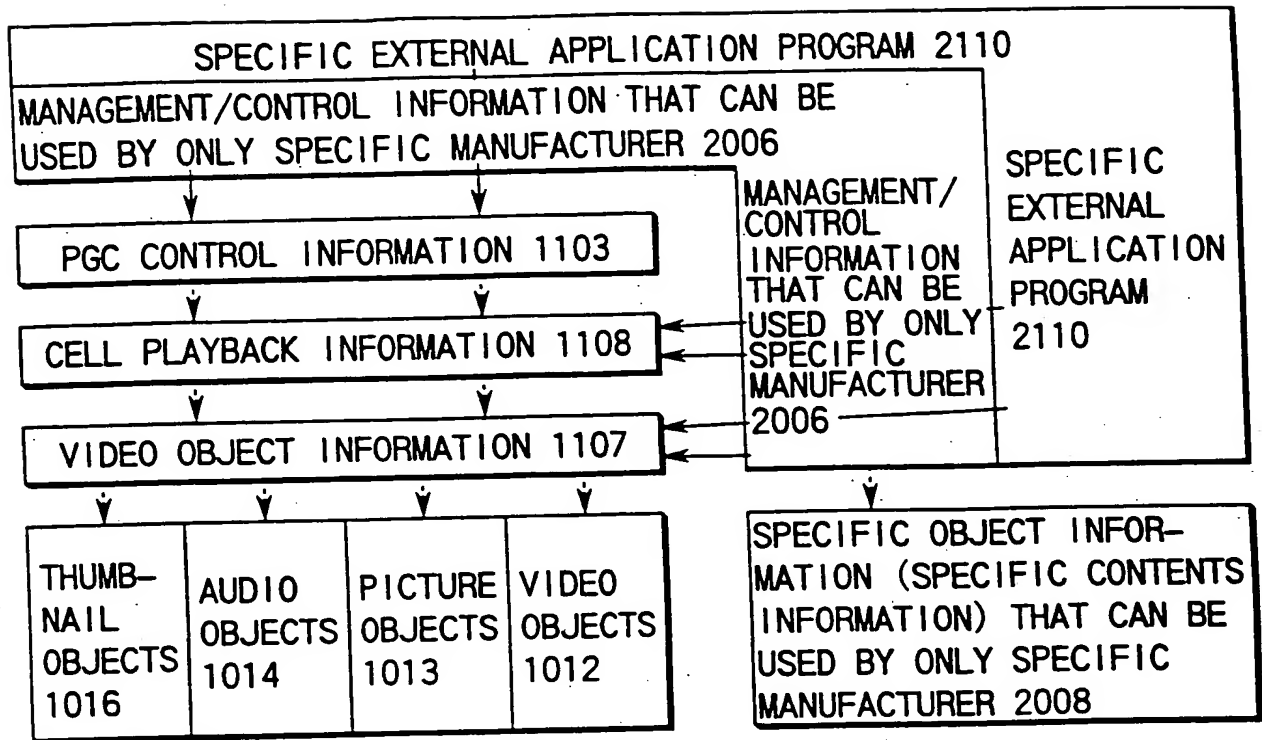 SPECIFIC EXTERNAL APPLICATION PROGRAM 2110
MANAGEMENT/CONTROL INFORMATION THAT CAN BE
USED BY ONLY SPECIFIC MANUFACTURER 2006
PGC CONTROL INFORMATION 1103
CELL PLAYBACK INFORMATION 1108
VIDEO OBJECT INFORMATION 1107
MANAGEMENT/
CONTROL
INFORMATION
THAT CAN BE
USED BY ONLY
SPECIFIC
MANUFACTURER
2006
SPECIFIC
EXTERNAL
APPLICATION
PROGRAM
2110
THUMB-
NAIL
OBJECTS
1016
AUDIO
OBJECTS
1014
PICTURE
OBJECTS
1013
VIDEO
OBJECTS
1012
SPECIFIC OBJECT INFOR-
MATION (SPECIFIC CONTENTS
INFORMATION) THAT CAN BE
USED BY ONLY SPECIFIC
MANUFACTURER 2008